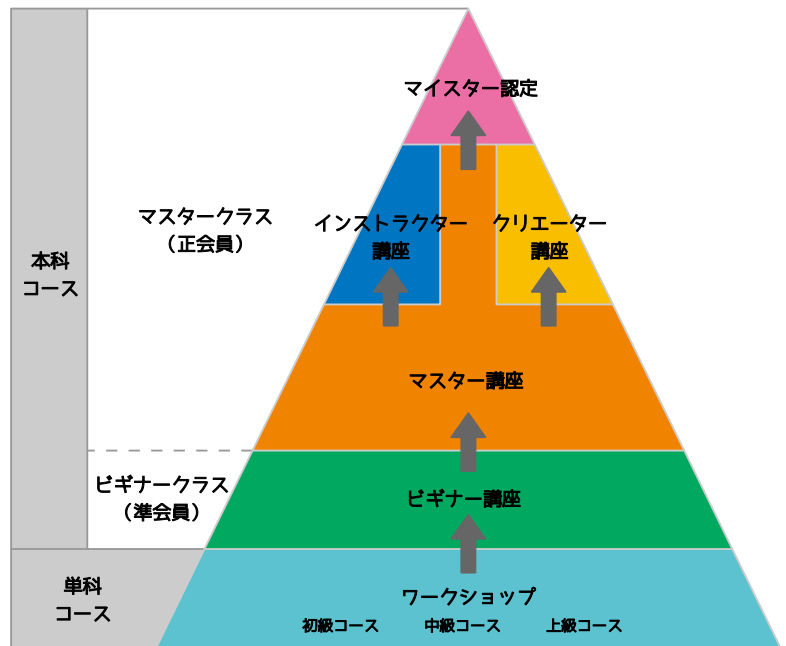 マイスター認定
マスタークラス
（正会員）
インストラクター
講座
クリエーター
講座
本科
コース
マスター講座
ビギナークラス
（準会員）
ビギナー講座
単科
コース
ワークショップ
初級コース 中級コース 上級コース